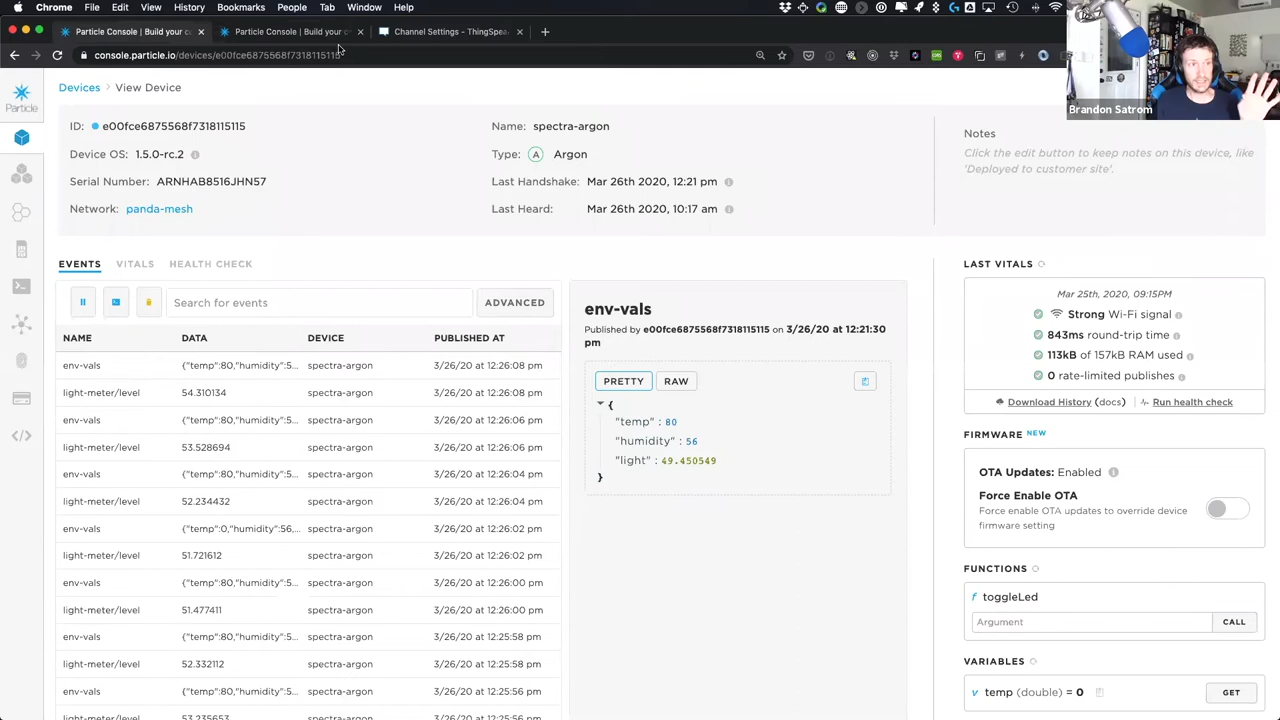 Chrome File Edit View History Bookmarks People Tab Window Help
Particle Console | Build your c
Particle Console | Build your c
Channel Settings - ThingSpea
console.particle.io/devices/e00fce6875568f7318115115
Brandon Satrom
Particle
Devices > View Device
ID: e00fce6875568f7318115115
Device OS: 1.5.0-rc.2
Serial Number: ARNHAB8516JHN57
Network: panda-mesh
Name: spectra-argon
Type: A Argon
Last Handshake: Mar 26th 2020, 12:21 pm
Last Heard: Mar 26th 2020, 10:17 am
Notes
Click the edit button to keep notes on this device, like
'Deployed to customer site'.
EVENTS VITALS HEALTH CHECK
Search for events
ADVANCED
NAME DATA DEVICE PUBLISHED AT
env-vals {"temp":80,"humidity":5... spectra-argon 3/26/20 at 12:26:08 pm
light-meter/level 54.310134 spectra-argon 3/26/20 at 12:26:08 pm
env-vals {"temp":80,"humidity":5... spectra-argon 3/26/20 at 12:26:06 pm
light-meter/level 53.528694 spectra-argon 3/26/20 at 12:26:06 pm
env-vals {"temp":80,"humidity":5... spectra-argon 3/26/20 at 12:26:04 pm
light-meter/level 52.234432 spectra-argon 3/26/20 at 12:26:04 pm
env-vals {"temp":0,"humidity":56,... spectra-argon 3/26/20 at 12:26:02 pm
light-meter/level 51.721612 spectra-argon 3/26/20 at 12:26:02 pm
env-vals {"temp":80,"humidity":5... spectra-argon 3/26/20 at 12:26:00 pm
light-meter/level 51.477411 spectra-argon 3/26/20 at 12:26:00 pm
env-vals {"temp":80,"humidity":5... spectra-argon 3/26/20 at 12:25:58 pm
light-meter/level 52.332112 spectra-argon 3/26/20 at 12:25:58 pm
env-vals {"temp":80,"humidity":5... spectra-argon 3/26/20 at 12:25:56 pm
light-meter/level 53.235653 spectra-argon 3/26/20 at 12:25:56 pm
env-vals
Published by e00fce6875568f7318115115 on 3/26/20 at 12:21:30
pm
PRETTY RAW
{
"temp" : 80
"humidity" : 56
"light" : 49.450549
}
LAST VITALS
Mar 25th, 2020, 09:15PM
Strong Wi-Fi signal
843ms round-trip time
113kB of 157kB RAM used
0 rate-limited publishes
Download History (docs) Run health check
FIRMWARE NEW
OTA Updates: Enabled
Force Enable OTA
Force enable OTA updates to override device
firmware setting
FUNCTIONS
f toggleLed
Argument
CALL
VARIABLES
v temp (double) = 0
GET